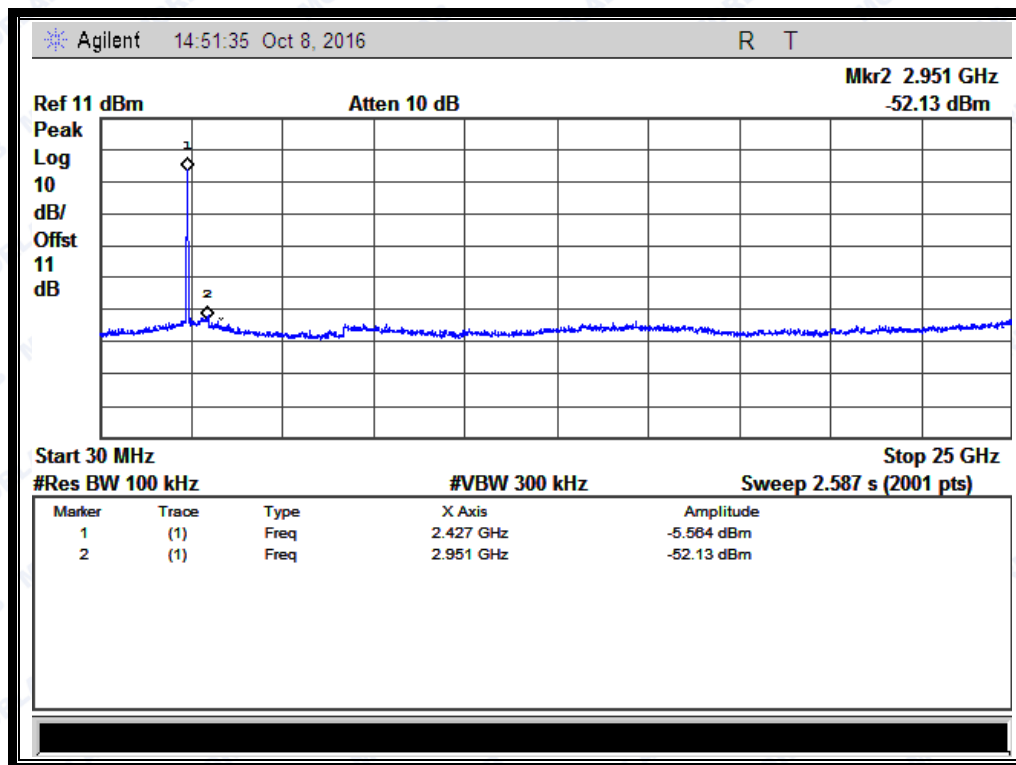 Agilent 14:51:35 Oct 8, 2016 R T
Mkr2 2.951 GHz
Ref 11 dBm Atten 10 dB -52.13 dBm
Peak
Log
10
dB/
Offst
11
dB
1
2
Start 30 MHz Stop 25 GHz
#Res BW 100 kHz #VBW 300 kHz Sweep 2.587 s (2001 pts)
Marker Trace Type X Axis Amplitude
1 (1) Freq 2.427 GHz -5.564 dBm
2 (1) Freq 2.951 GHz -52.13 dBm